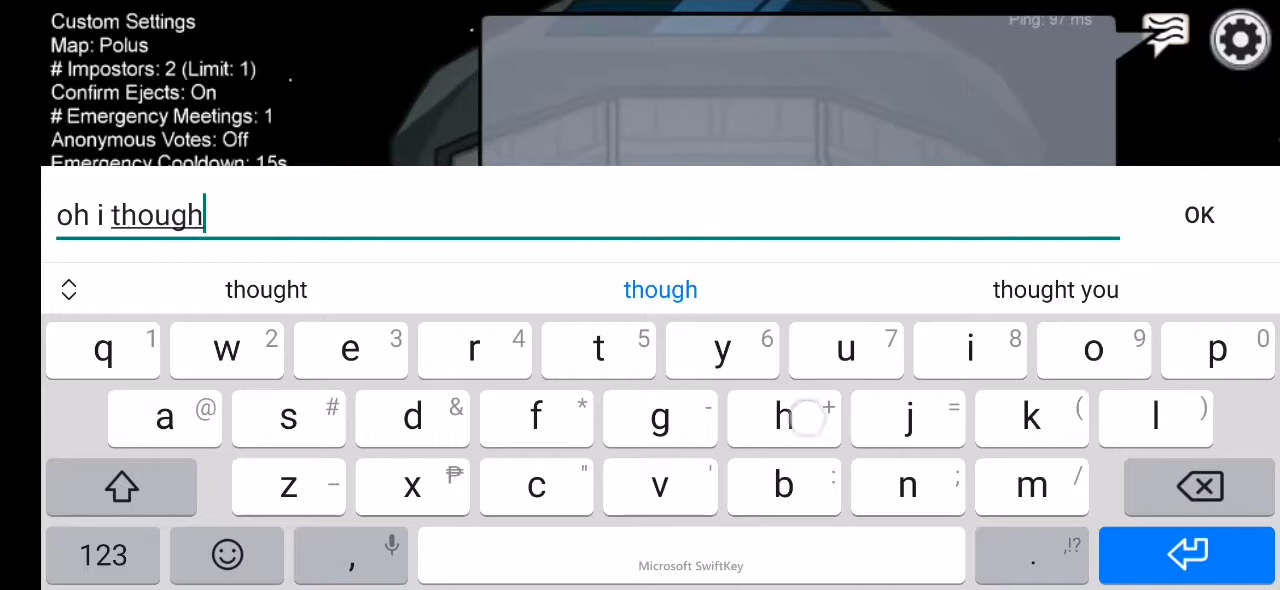 Custom Settings
Map: Polus
# Impostors: 2 (Limit: 1)
Confirm Ejects: On
# Emergency Meetings: 1
Anonymous Votes: Off
Emergency Cooldown: 15s
Ping: 97 ms
oh i though
OK
thought though thought you
q 1 w 2 e 3 r 4 t 5 y 6 u 7 i 8 o 9 p 0
a @ s # d & f * g - h + j = k ( l )
z _ x ₱ c " v ' b : n ; m /
123 , . ,!?
Microsoft SwiftKey